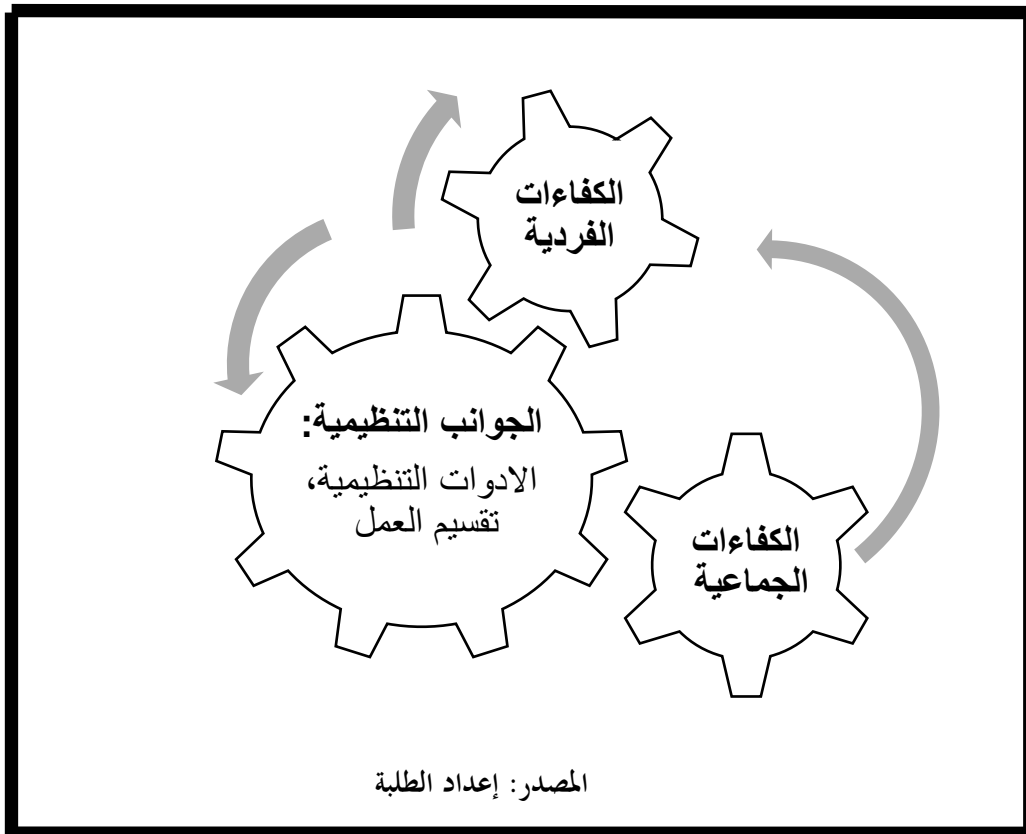 الكفاءات
الفردية
الجوانب التنظيمية:
الادوات التنظيمية،
تقسيم العمل
الكفاءات
الجماعية
المصدر: إعداد الطلبة